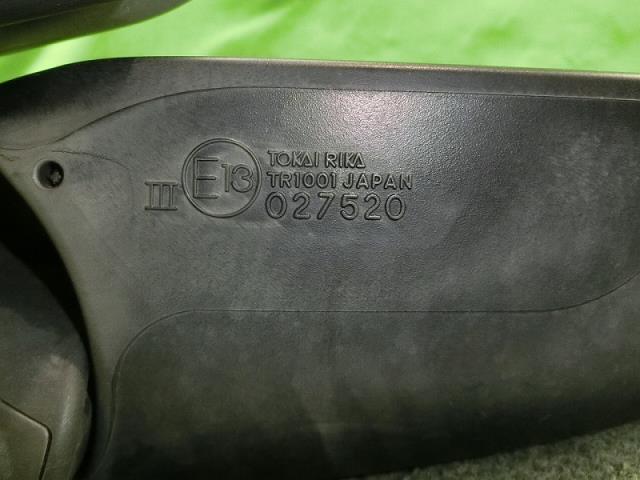 TOKAI RIKA
III E13 TR1001 JAPAN
027520